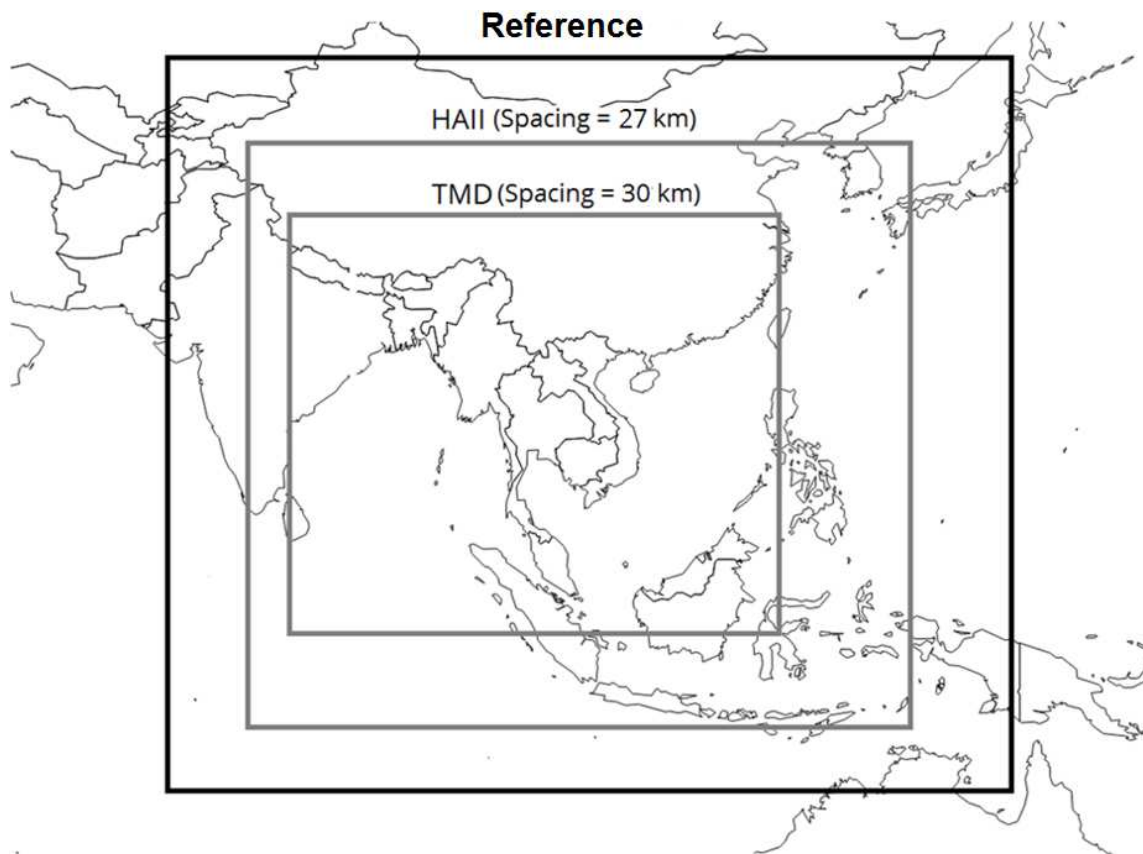 Reference
HAII (Spacing = 27 km)
TMD (Spacing = 30 km)